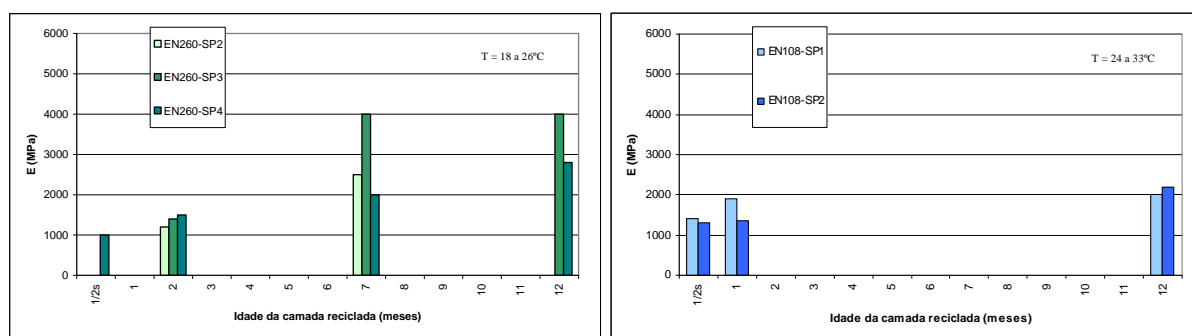 6000
5000
4000
3000
2000
1000
0
E (MPa)
EN260-SP2
EN260-SP3
EN260-SP4
T = 18 a 26ºC
1/2s
1
2
3
4
5
6
7
8
9
10
11
12
Idade da camada reciclada (meses)
6000
5000
4000
3000
2000
1000
0
E (MPa)
EN108-SP1
EN108-SP2
T = 24 a 33ºC
1/2s
1
2
3
4
5
6
7
8
9
10
11
12
Idade da camada reciclada (meses)